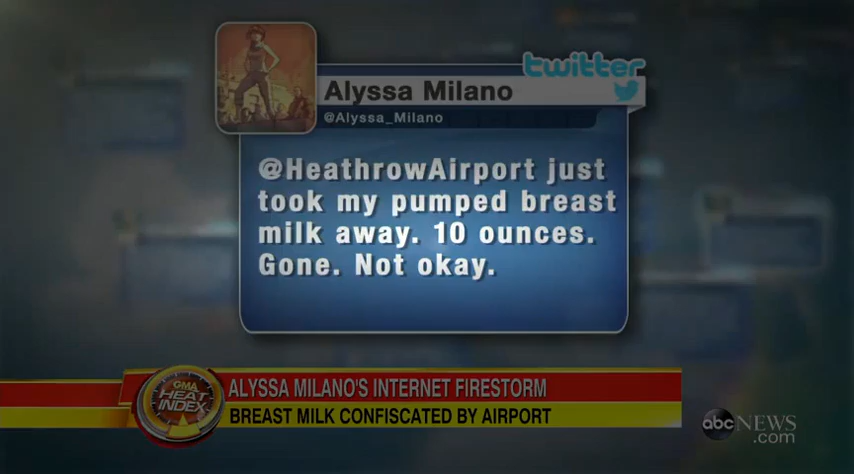 twitter
Alyssa Milano
@Alyssa_Milano
@HeathrowAirport just
took my pumped breast
milk away. 10 ounces.
Gone. Not okay.
GMA
HEAT
INDEX
ALYSSA MILANO'S INTERNET FIRESTORM
BREAST MILK CONFISCATED BY AIRPORT
abc NEWS
.com